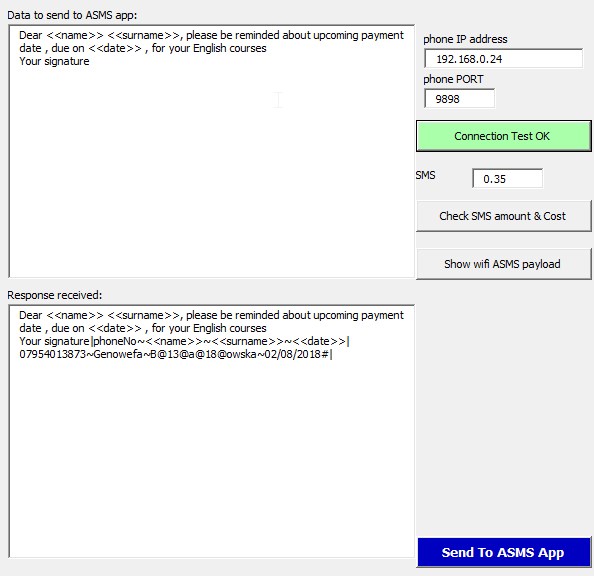 Data to send to ASMS app:
Dear <<name>> <<surname>>, please be reminded about upcoming payment
date , due on <<date>> , for your English courses
Your signature
phone IP address
192.168.0.24
phone PORT
9898
Connection Test OK
SMS
0.35
Check SMS amount & Cost
Show wifi ASMS payload
Response received:
Dear <<name>> <<surname>>, please be reminded about upcoming payment
date , due on <<date>> , for your English courses
Your signature|phoneNo~<<name>>~<<surname>>~<<date>>|
07954013873~Genowefa~B@13@a@18@owska~02/08/2018#|
Send To ASMS App